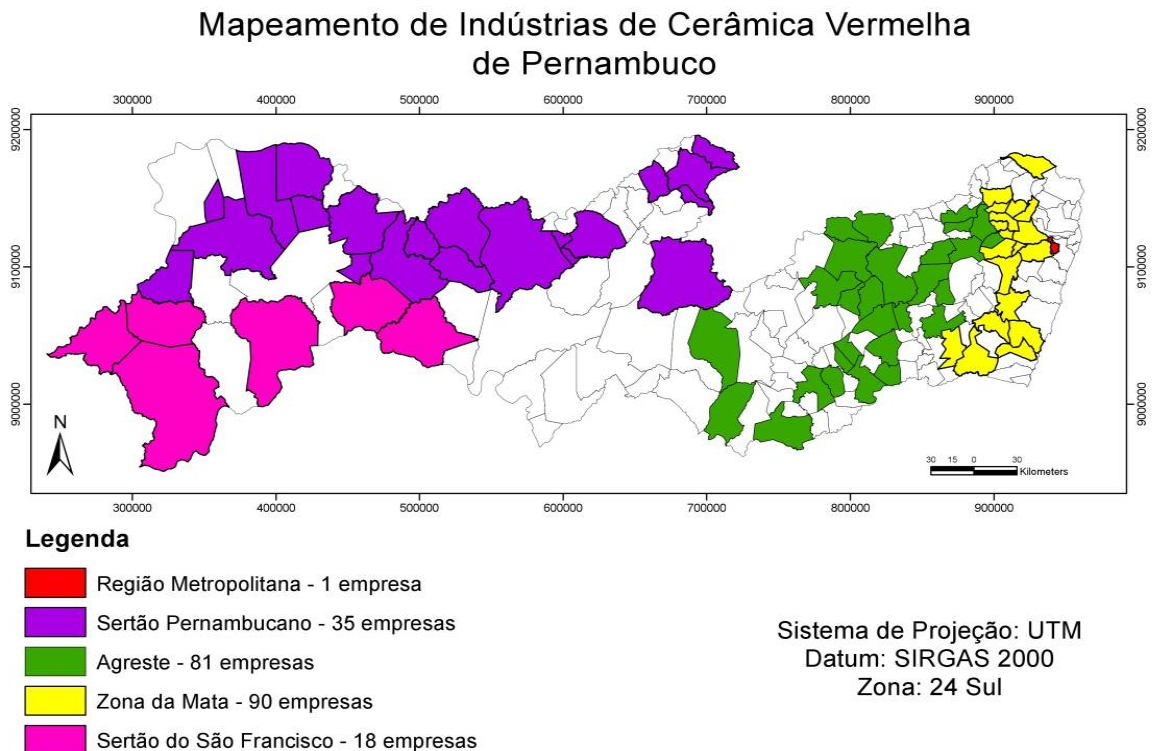 Mapeamento de Indústrias de Cerâmica Vermelha
de Pernambuco
300000 400000 500000 600000 700000 800000 900000
9200000 9200000
9100000 9100000
9000000 9000000
N
30 15 0 30
Kilometers
300000 400000 500000 600000 700000 800000 900000
Legenda
Região Metropolitana - 1 empresa
Sertão Pernambucano - 35 empresas
Agreste - 81 empresas
Zona da Mata - 90 empresas
Sertão do São Francisco - 18 empresas
Sistema de Projeção: UTM
Datum: SIRGAS 2000
Zona: 24 Sul